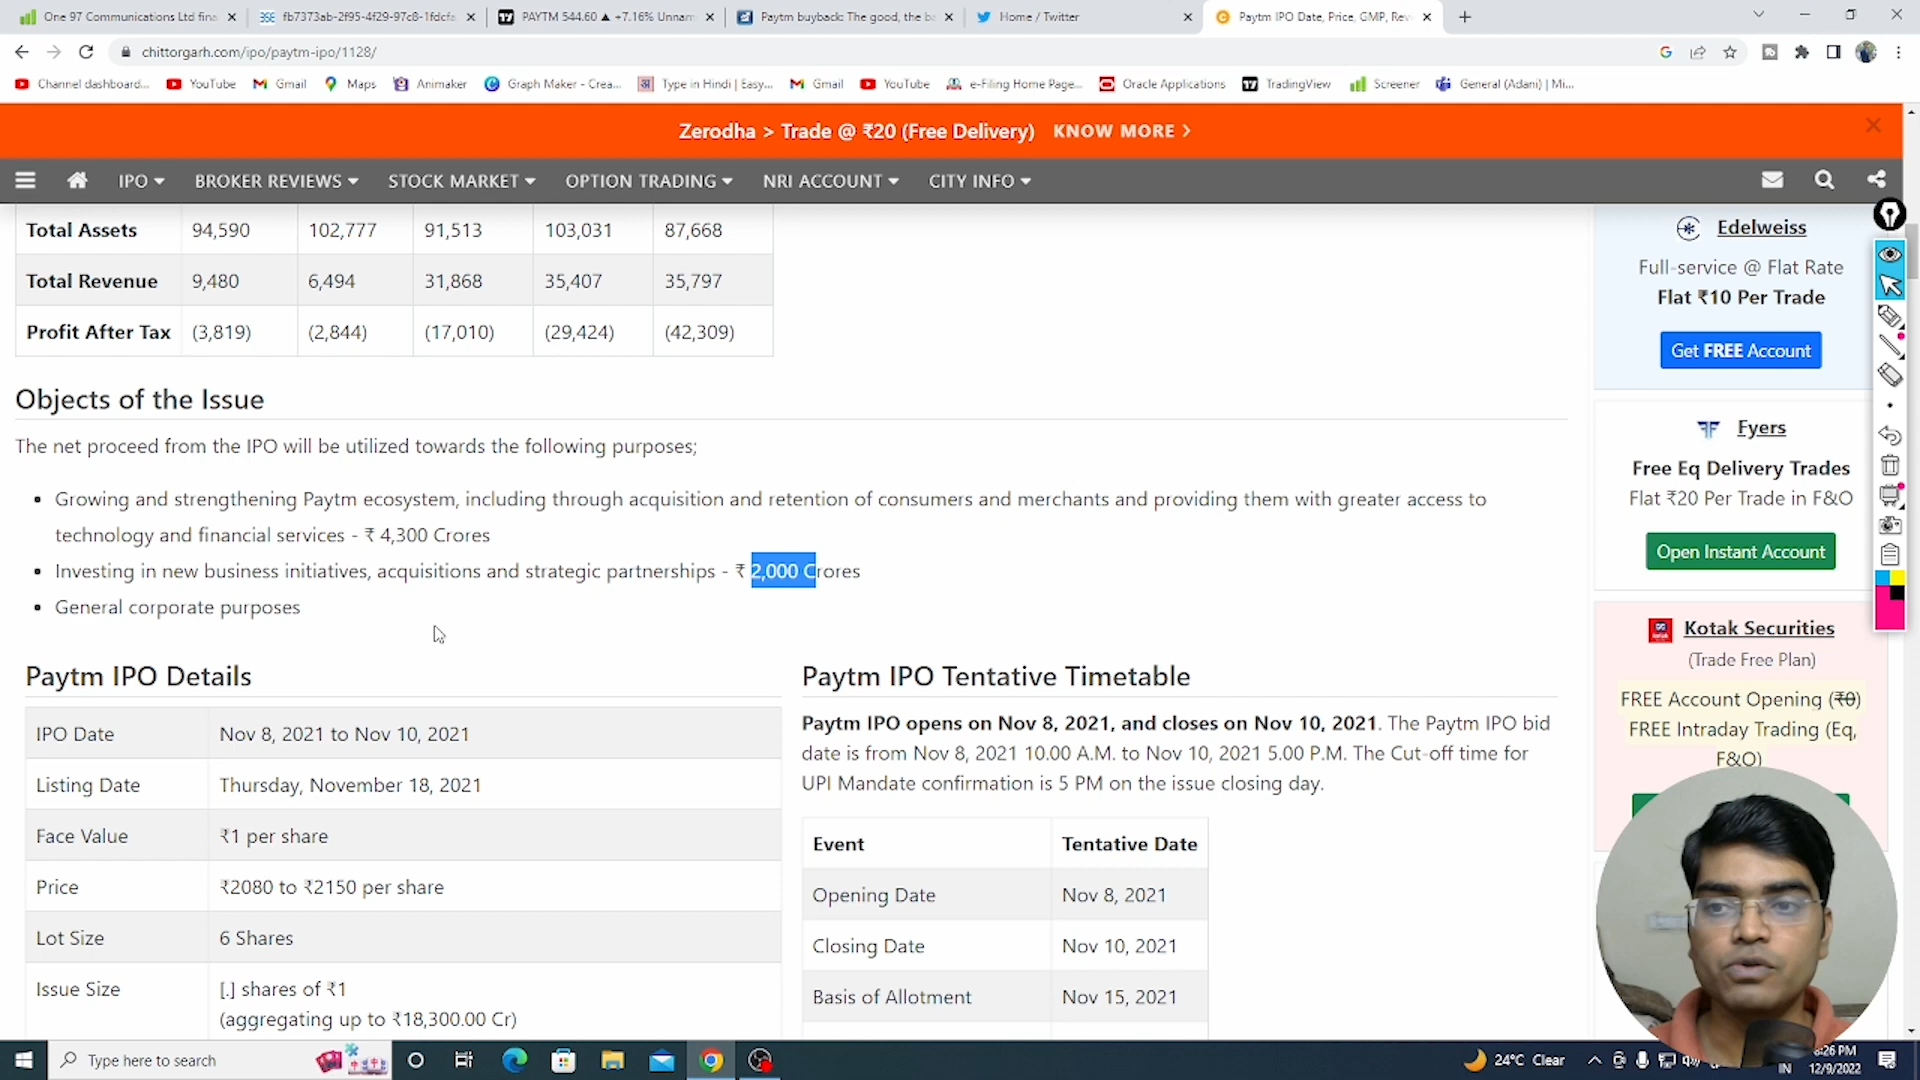 One 97 Communications Ltd fina
fb7373ab-2f95-4f29-97c8-1fdcfa
PAYTM 544.60 ▲ +7.16% Unnam
Paytm buyback: The good, the ba
Home / Twitter
Paytm IPO Date, Price, GMP, Rev
chittorgarh.com/ipo/paytm-ipo/1128/
Channel dashboard...
YouTube
Gmail
Maps
Animaker
Graph Maker - Crea...
Type in Hindi | Easy...
Gmail
YouTube
e-Filing Home Page...
Oracle Applications
TradingView
Screener
General (Adani) | Mi...
Zerodha > Trade @ ₹20 (Free Delivery) KNOW MORE >
IPO
BROKER REVIEWS
STOCK MARKET
OPTION TRADING
NRI ACCOUNT
CITY INFO
Total Assets 94,590 102,777 91,513 103,031 87,668
Total Revenue 9,480 6,494 31,868 35,407 35,797
Profit After Tax (3,819) (2,844) (17,010) (29,424) (42,309)
Objects of the Issue
The net proceed from the IPO will be utilized towards the following purposes;
• Growing and strengthening Paytm ecosystem, including through acquisition and retention of consumers and merchants and providing them with greater access to
technology and financial services - ₹ 4,300 Crores
• Investing in new business initiatives, acquisitions and strategic partnerships - ₹ 2,000 Crores
• General corporate purposes
Paytm IPO Details
IPO Date Nov 8, 2021 to Nov 10, 2021
Listing Date Thursday, November 18, 2021
Face Value ₹1 per share
Price ₹2080 to ₹2150 per share
Lot Size 6 Shares
Issue Size [.] shares of ₹1
(aggregating up to ₹18,300.00 Cr)
Paytm IPO Tentative Timetable
Paytm IPO opens on Nov 8, 2021, and closes on Nov 10, 2021. The Paytm IPO bid
date is from Nov 8, 2021 10.00 A.M. to Nov 10, 2021 5.00 P.M. The Cut-off time for
UPI Mandate confirmation is 5 PM on the issue closing day.
Event Tentative Date
Opening Date Nov 8, 2021
Closing Date Nov 10, 2021
Basis of Allotment Nov 15, 2021
Edelweiss
Full-service @ Flat Rate
Flat ₹10 Per Trade
Get FREE Account
Fyers
Free Eq Delivery Trades
Flat ₹20 Per Trade in F&O
Open Instant Account
Kotak Securities
(Trade Free Plan)
FREE Account Opening (₹0)
FREE Intraday Trading (Eq,
F&O)
Type here to search
24°C Clear
IN
12/9/2022